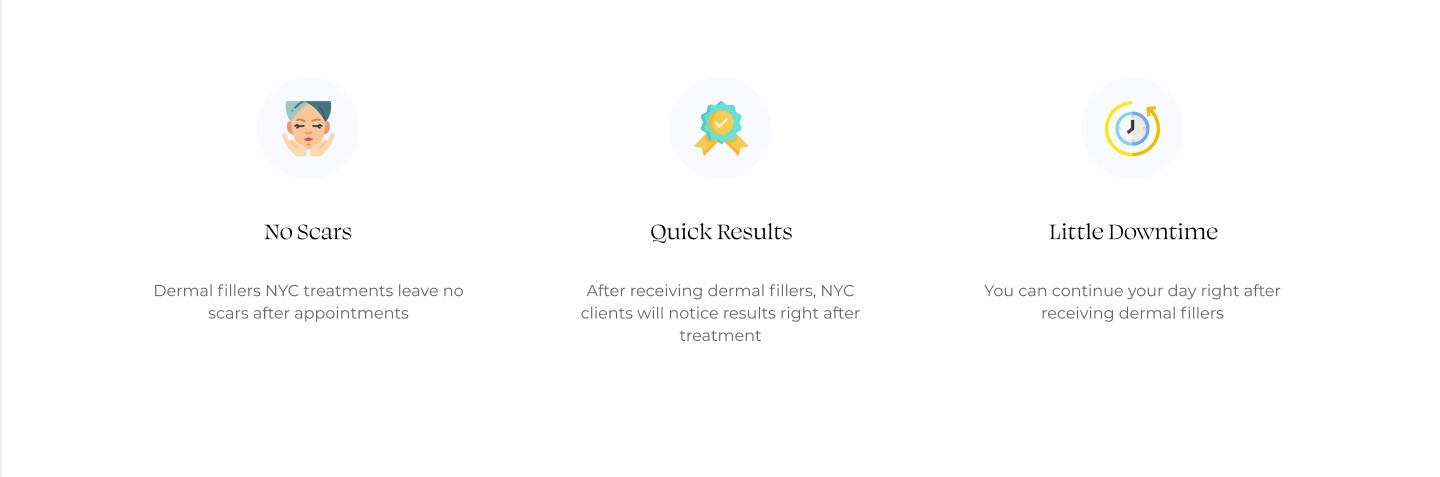 No Scars
Dermal fillers NYC treatments leave no
scars after appointments
Quick Results
After receiving dermal fillers, NYC
clients will notice results right after
treatment
Little Downtime
You can continue your day right after
receiving dermal fillers